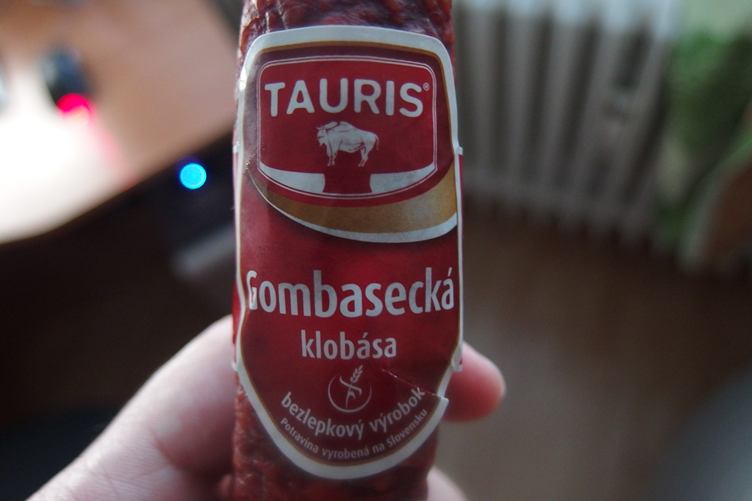 TAURIS®
Gombasecká
klobása
bezlepkový výrobok
Potravina vyrobená na Slovensku